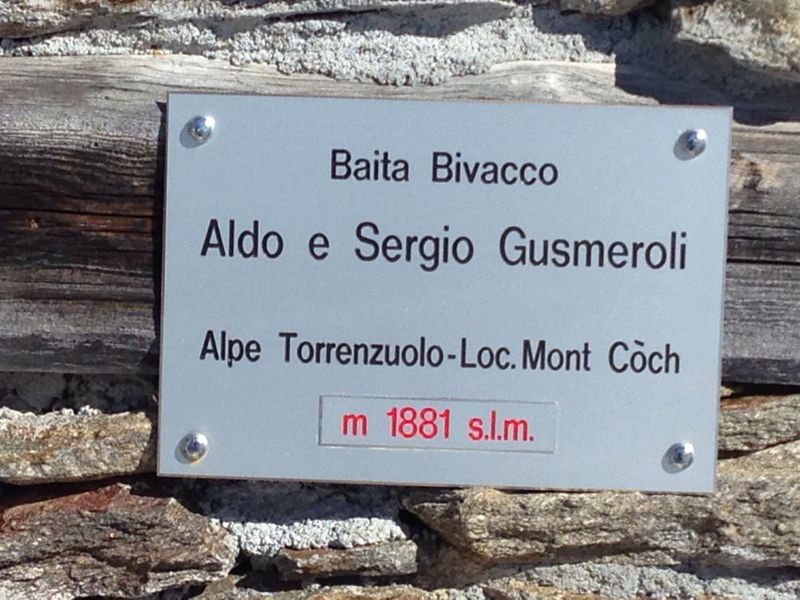 Baita Bivacco
Aldo e Sergio Gusmeroli
Alpe Torrenzuolo-Loc. Mont Còch
m 1881 s.l.m.